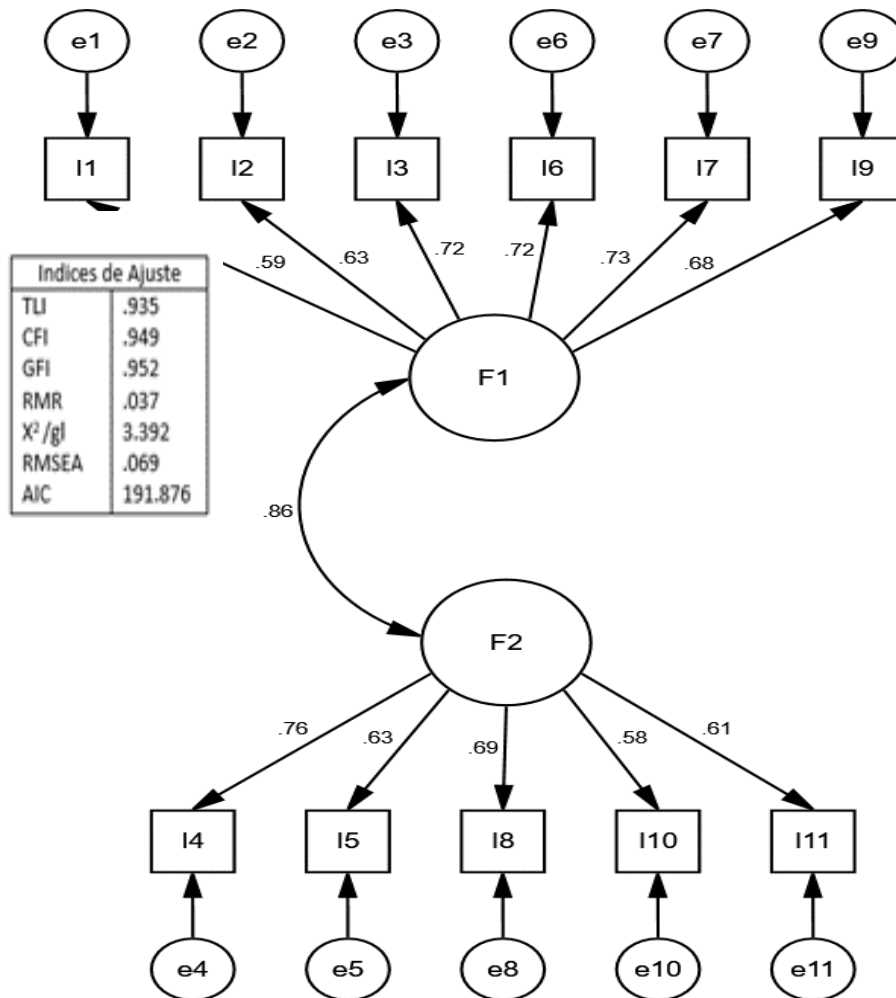 e1 e2 e3 e6 e7 e9
I1 I2 I3 I6 I7 I9
.59 .63 .72 .72 .73 .68
Indices de Ajuste
TLI .935
CFI .949
GFI .952
RMR .037
X² /gl 3.392
RMSEA .069
AIC 191.876
F1
.86
F2
.76 .63 .69 .58 .61
I4 I5 I8 I10 I11
e4 e5 e8 e10 e11